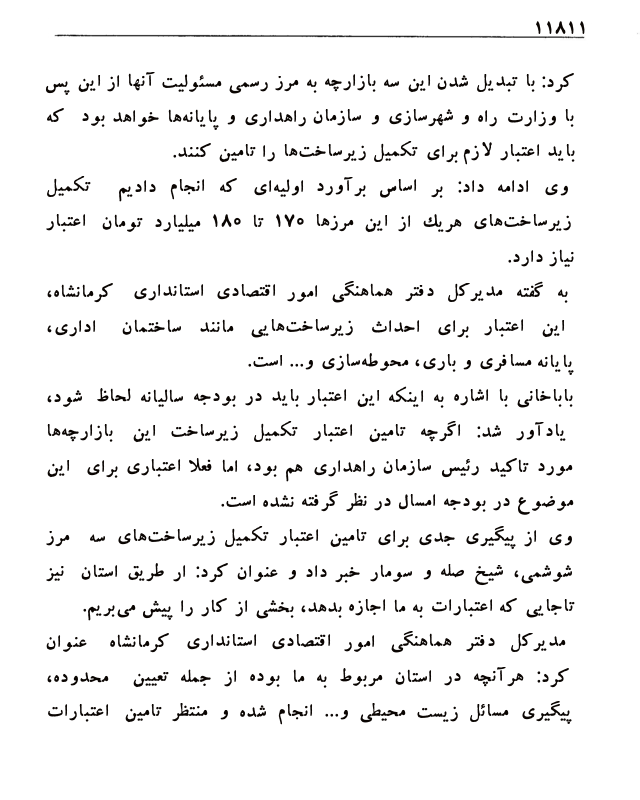 ۱۱۸۱۱
کرد: با تبدیل شدن این سه بازارچه به مرز رسمی مسئولیت آنها از این پس
با وزارت راه و شهرسازی و سازمان راهداری و پایانه‌ها خواهد بود که
باید اعتبار لازم برای تکمیل زیرساخت‌ها را تامین کنند.
وی ادامه داد: بر اساس برآورد اولیه‌ای که انجام دادیم تکمیل
زیرساخت‌های هریك از این مرزها ۱۷۰ تا ۱۸۰ میلیارد تومان اعتبار
نیاز دارد.
به گفته مدیرکل دفتر هماهنگی امور اقتصادی استانداری کرمانشاه،
این اعتبار برای احداث زیرساخت‌هایی مانند ساختمان اداری،
پایانه مسافری و باری، محوطه‌سازی و... است.
باباخانی با اشاره به اینکه این اعتبار باید در بودجه سالیانه لحاظ شود،
یادآور شد: اگرچه تامین اعتبار تکمیل زیرساخت این بازارچه‌ها
مورد تاکید رئیس سازمان راهداری هم بود، اما فعلا اعتباری برای این
موضوع در بودجه امسال در نظر گرفته نشده است.
وی از پیگیری جدی برای تامین اعتبار تکمیل زیرساخت‌های سه مرز
شوشمی، شیخ صله و سومار خبر داد و عنوان کرد: ار طریق استان نیز
تاجایی که اعتبارات به ما اجازه بدهد، بخشی از کار را پیش می‌بریم.
مدیرکل دفتر هماهنگی امور اقتصادی استانداری کرمانشاه عنوان
کرد: هرآنچه در استان مربوط به ما بوده از جمله تعیین محدوده،
پیگیری مسائل زیست محیطی و... انجام شده و منتظر تامین اعتبارات